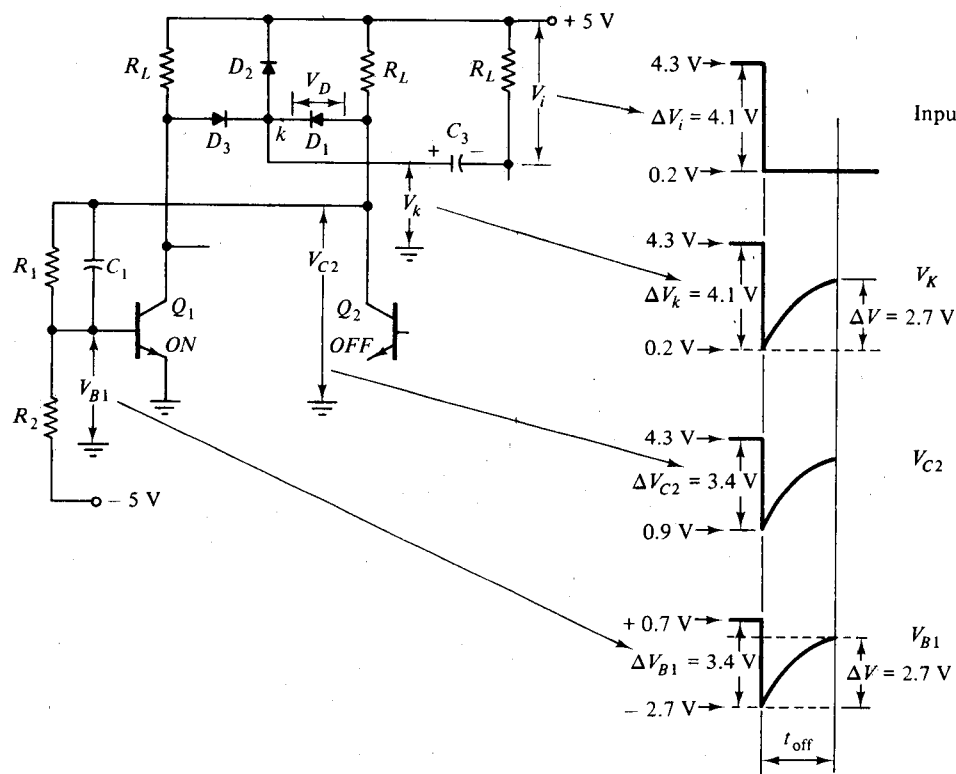 + 5 V
R_L
D_2
V_D
R_L
R_L
V_i
D_3
k
D_1
C_3
+
−
V_k
R_1
C_1
V_C2
Q_1
Q_2
ON
OFF
V_B1
R_2
− 5 V
4.3 V
ΔV_i = 4.1 V
0.2 V
Inpu
4.3 V
ΔV_k = 4.1 V
0.2 V
V_K
ΔV = 2.7 V
4.3 V
ΔV_C2 = 3.4 V
0.9 V
V_C2
+ 0.7 V
ΔV_B1 = 3.4 V
− 2.7 V
V_B1
ΔV = 2.7 V
t_off